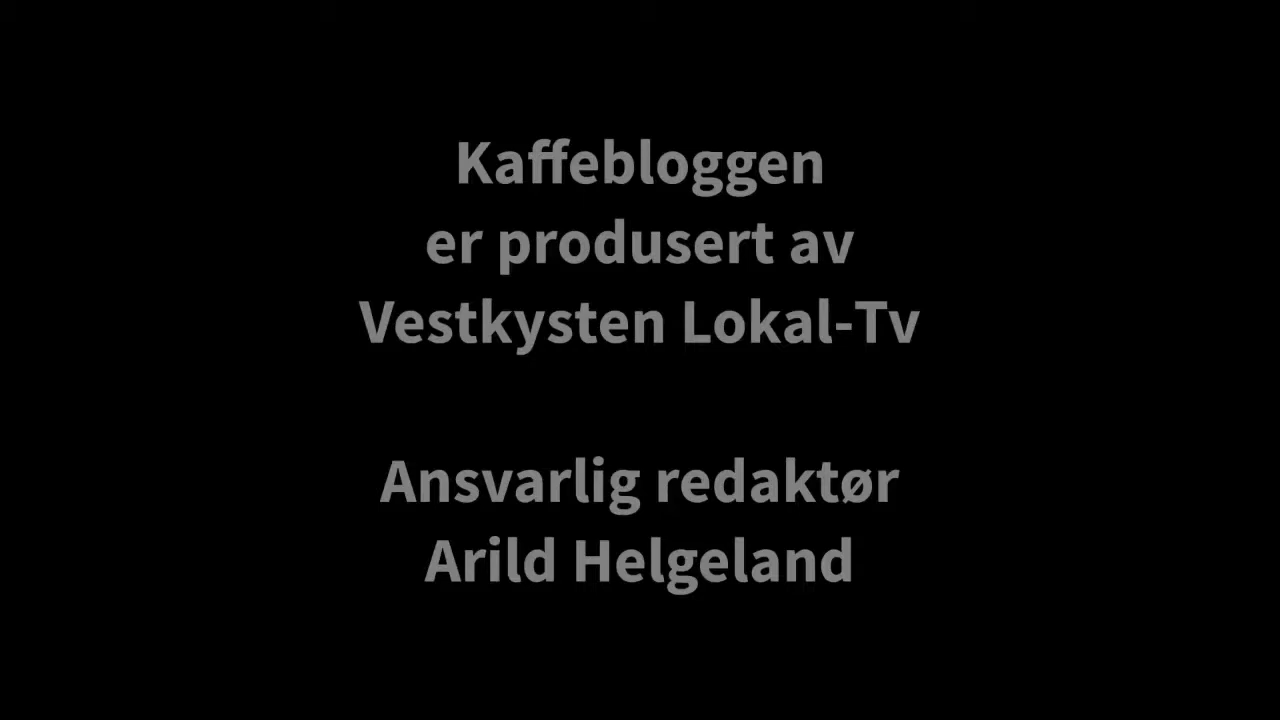 Kaffebloggen
er produsert av
Vestkysten Lokal-Tv
Ansvarlig redaktør
Arild Helgeland